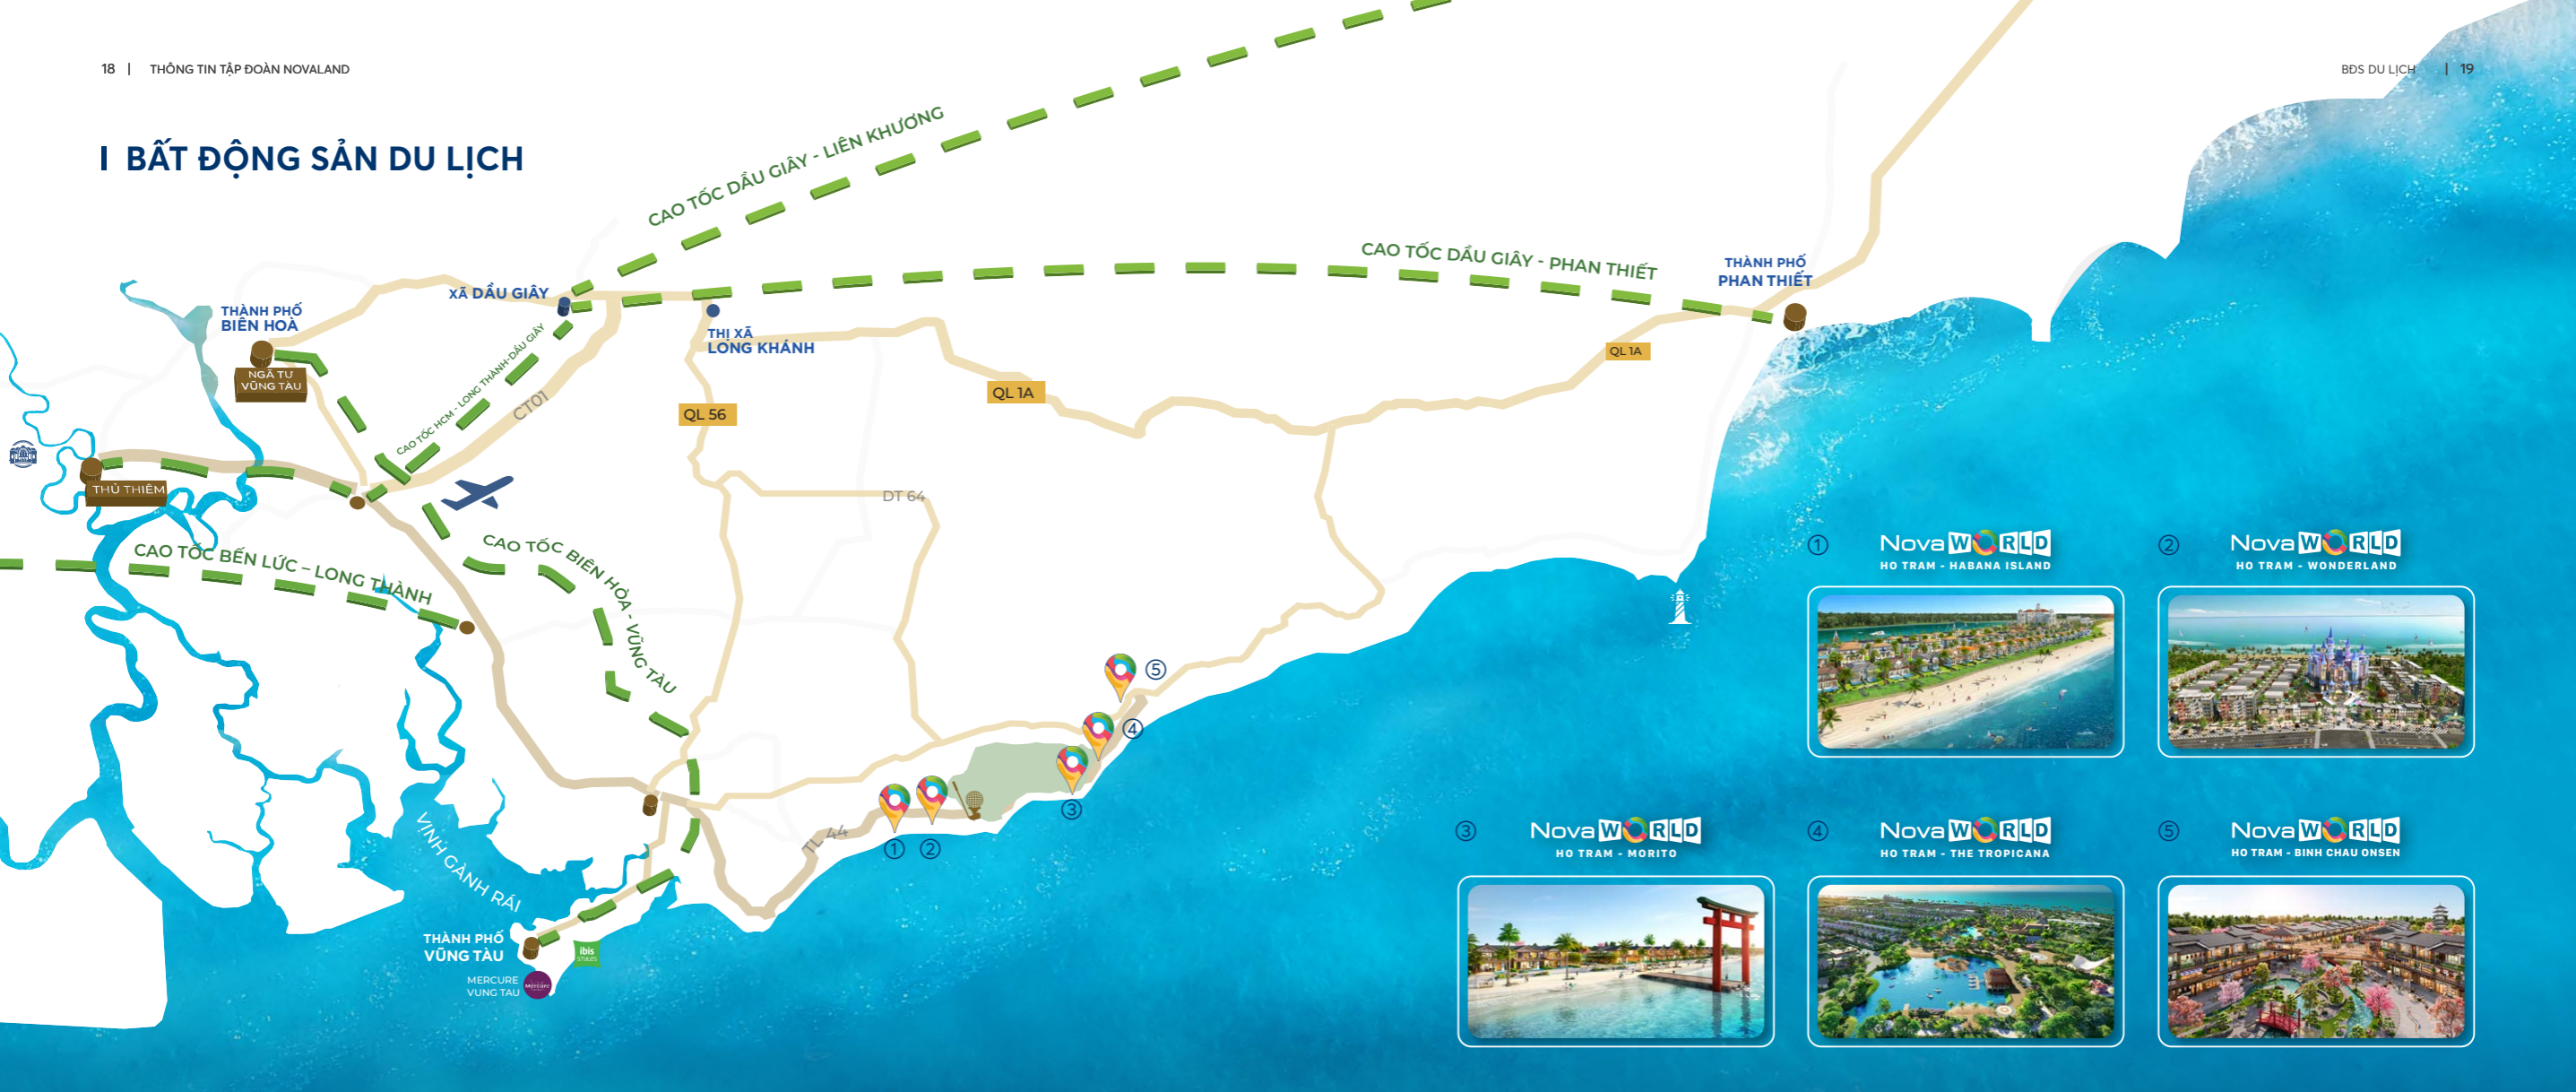 18 | THÔNG TIN TẬP ĐOÀN NOVALAND
BĐS DU LỊCH | 19
BẤT ĐỘNG SẢN DU LỊCH
CAO TỐC DẦU GIÂY - LIÊN KHƯƠNG
CAO TỐC DẦU GIÂY - PHAN THIẾT
THÀNH PHỐ
PHAN THIẾT
XÃ DẦU GIÂY
THÀNH PHỐ
BIÊN HOÀ
THỊ XÃ
LONG KHÁNH
NGÃ TƯ
VŨNG TÀU
CAO TỐC HCM - LONG THÀNH-DẦU GIÂY
CT01
QL 1A
QL 1A
QL 56
THỦ THIÊM
DT 64
CAO TỐC BẾN LỨC – LONG THÀNH
CAO TỐC BIÊN HÒA - VŨNG TÀU
① NovaWORLD
HO TRAM - HABANA ISLAND
② NovaWORLD
HO TRAM - WONDERLAND
⑤
④
③
① ②
TL 44
VỊNH GÀNH RÁI
③ NovaWORLD
HO TRAM - MORITO
④ NovaWORLD
HO TRAM - THE TROPICANA
⑤ NovaWORLD
HO TRAM - BINH CHAU ONSEN
THÀNH PHỐ
VŨNG TÀU
ibis
STYLES
MERCURE
VUNG TAU
Mercure